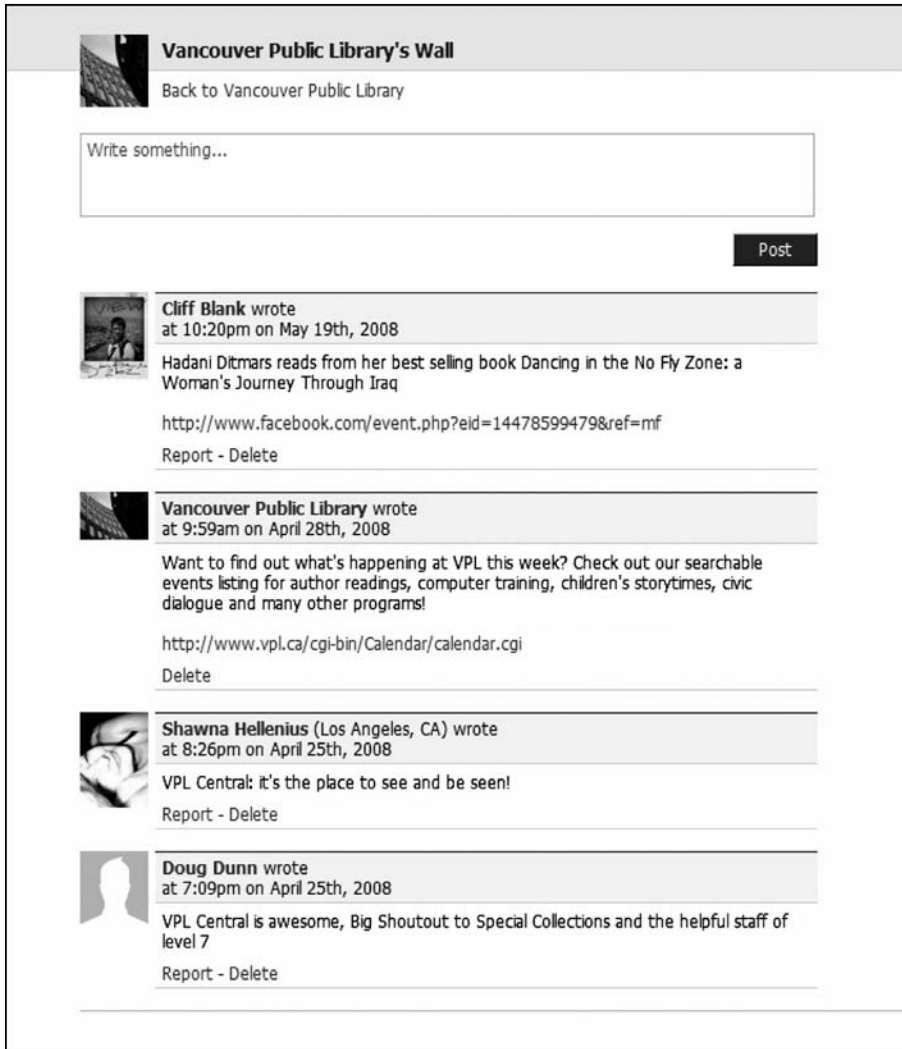 Vancouver Public Library's Wall
Back to Vancouver Public Library
Write something...
Post
VIEW
Cliff Blank wrote
at 10:20pm on May 19th, 2008
Hadani Ditmars reads from her best selling book Dancing in the No Fly Zone: a
Woman's Journey Through Iraq
http://www.facebook.com/event.php?eid=14478599479&ref=mf
Report - Delete
Vancouver Public Library wrote
at 9:59am on April 28th, 2008
Want to find out what's happening at VPL this week? Check out our searchable
events listing for author readings, computer training, children's storytimes, civic
dialogue and many other programs!
http://www.vpl.ca/cgi-bin/Calendar/calendar.cgi
Delete
Shawna Hellenius (Los Angeles, CA) wrote
at 8:26pm on April 25th, 2008
VPL Central: it's the place to see and be seen!
Report - Delete
Doug Dunn wrote
at 7:09pm on April 25th, 2008
VPL Central is awesome, Big Shoutout to Special Collections and the helpful staff of
level 7
Report - Delete